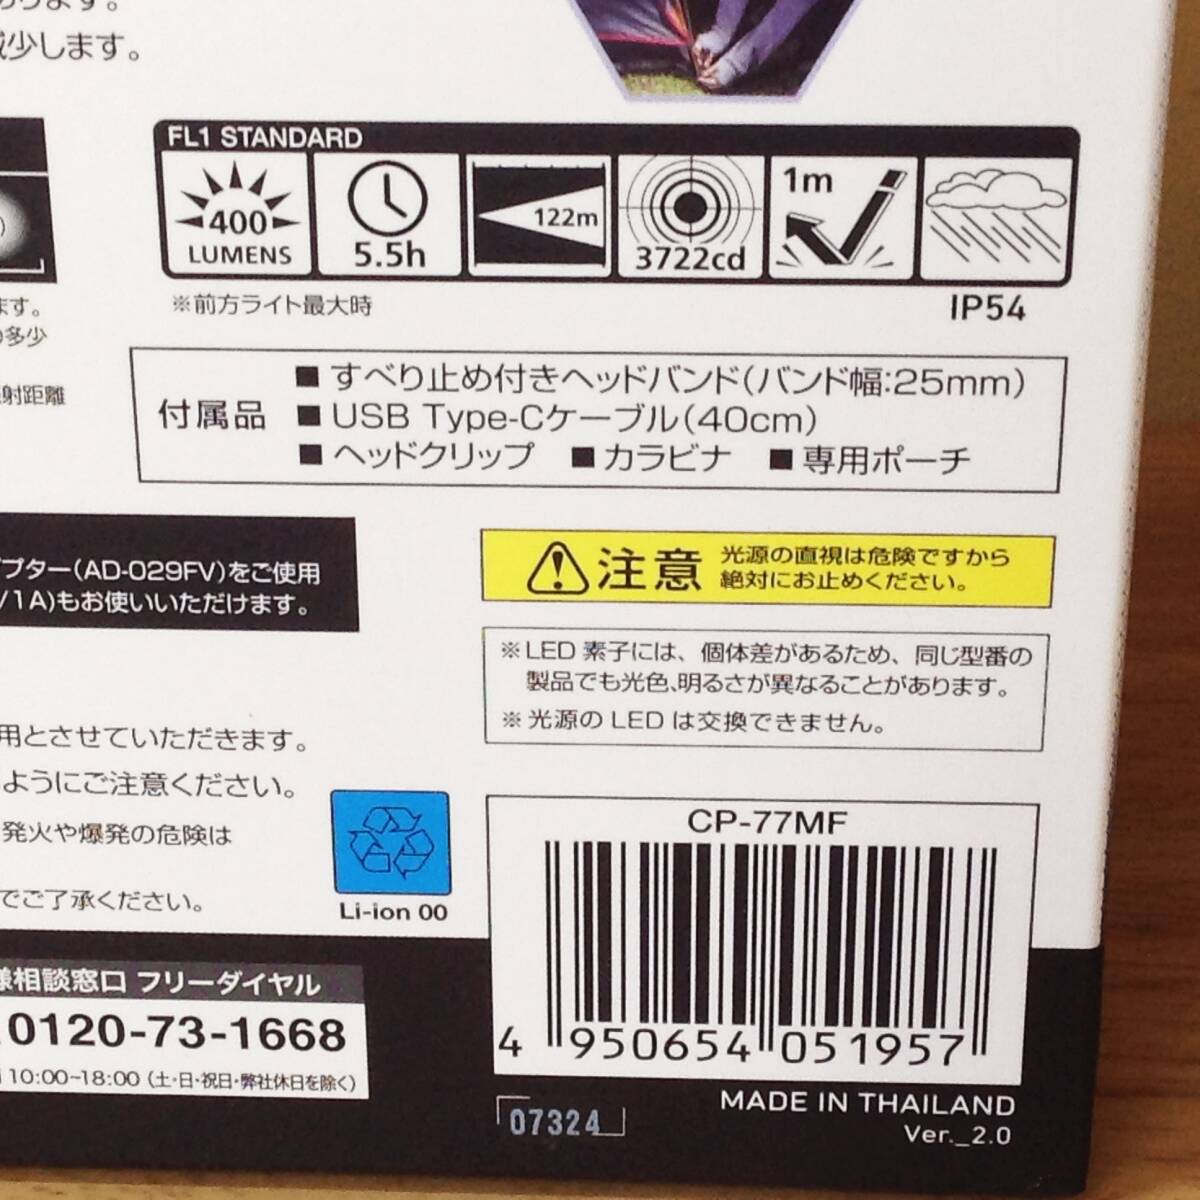 少します。
FL1 STANDARD
400
LUMENS
5.5h
122m
3722cd
1m
IP54
※前方ライト最大時
ます。
多少
射距離
付属品
■すべり止め付きヘッドバンド(バンド幅:25mm)
■USB Type-Cケーブル(40cm)
■ヘッドクリップ ■カラビナ ■専用ポーチ
プター(AD-029FV)をご使用
/1A)もお使いいただけます。
注意
光源の直視は危険ですから
絶対にお止めください。
※LED 素子には、個体差があるため、同じ型番の
製品でも光色、明るさが異なることがあります。
※光源の LED は交換できません。
用とさせていただきます。
ようにご注意ください。
発火や爆発の危険は
でご了承ください。
Li-ion 00
CP-77MF
4 950654 051957
様相談窓口 フリーダイヤル
0120-73-1668
10:00~18:00 (土・日・祝日・弊社休日を除く)
07324
MADE IN THAILAND
Ver._2.0